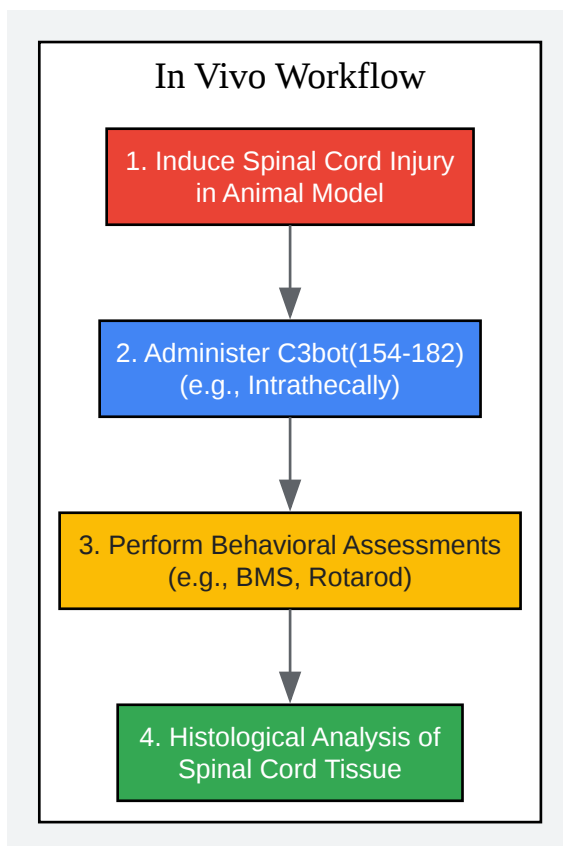 In Vivo Workflow
1. Induce Spinal Cord Injury
in Animal Model
2. Administer C3bot(154-182)
(e.g., Intrathecally)
3. Perform Behavioral Assessments
(e.g., BMS, Rotarod)
4. Histological Analysis of
Spinal Cord Tissue